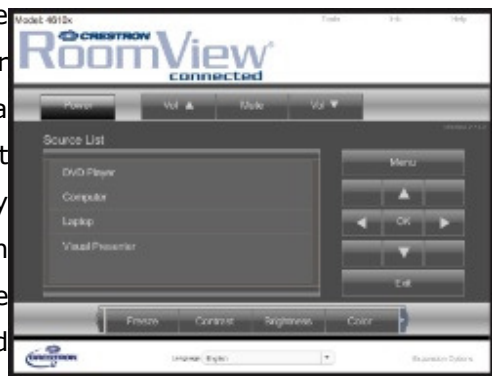 Model: 4610x
Tools Info Help
CRESTRON
RoomView
connected
Power Vol ▲ Mute Vol ▼
Source List
DVD Player
Computer
Laptop
Visual Presenter
Menu
OK
Exit
Freeze Contrast Brightness Color
CRESTRON
Language English
Expansion Options